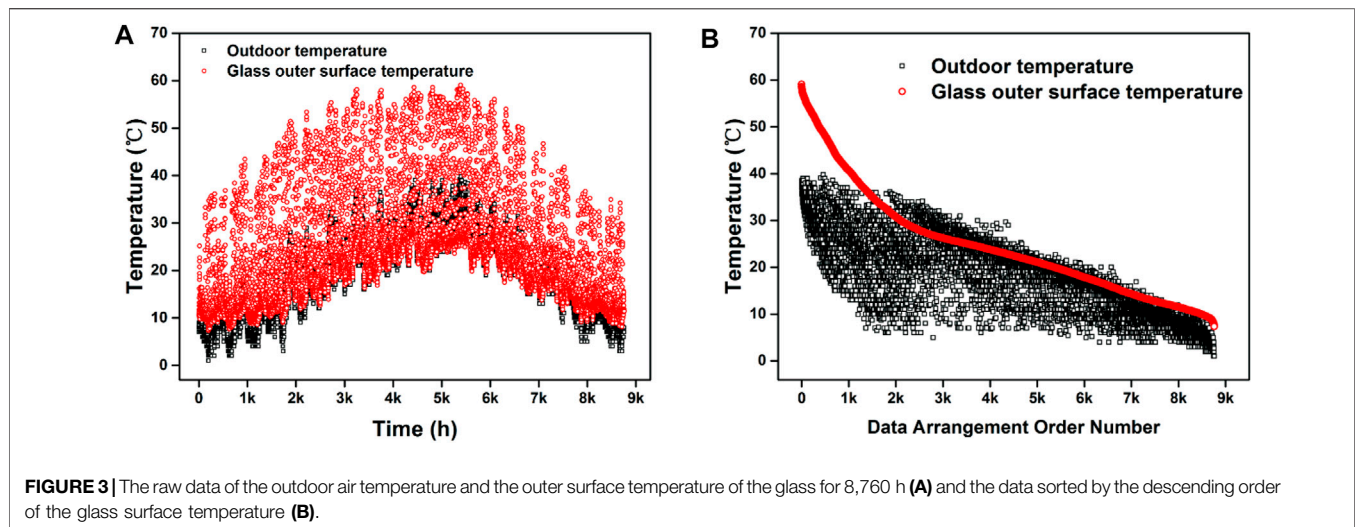 A
Outdoor temperature
Glass outer surface temperature
Temperature (℃)
70
60
50
40
30
20
10
0
0 1k 2k 3k 4k 5k 6k 7k 8k 9k
Time (h)
B
Outdoor temperature
Glass outer surface temperature
Temperature (℃)
70
60
50
40
30
20
10
0
0 1k 2k 3k 4k 5k 6k 7k 8k 9k
Data Arrangement Order Number
FIGURE 3 | The raw data of the outdoor air temperature and the outer surface temperature of the glass for 8,760 h (A) and the data sorted by the descending order
of the glass surface temperature (B).